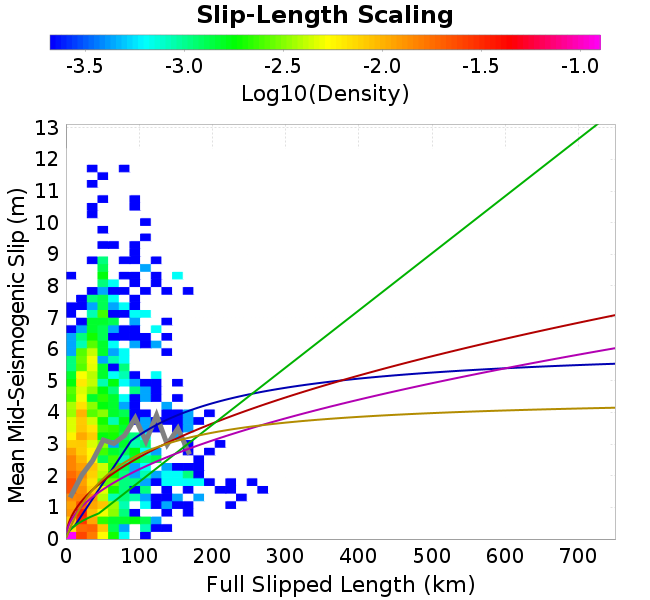 Slip-Length Scaling
-3.5 -3.0 -2.5 -2.0 -1.5 -1.0
Log10(Density)
Mean Mid-Seismogenic Slip (m)
13
12
11
10
9
8
7
6
5
4
3
2
1
0
0 100 200 300 400 500 600 700
Full Slipped Length (km)